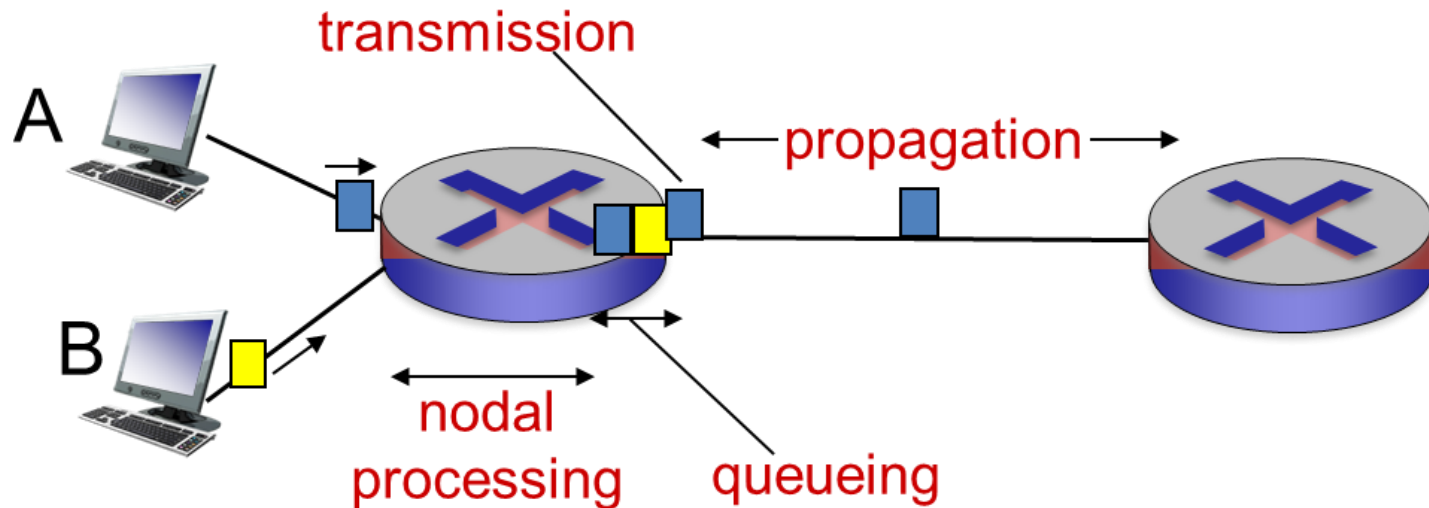 transmission
A
propagation
B
nodal
processing
queueing